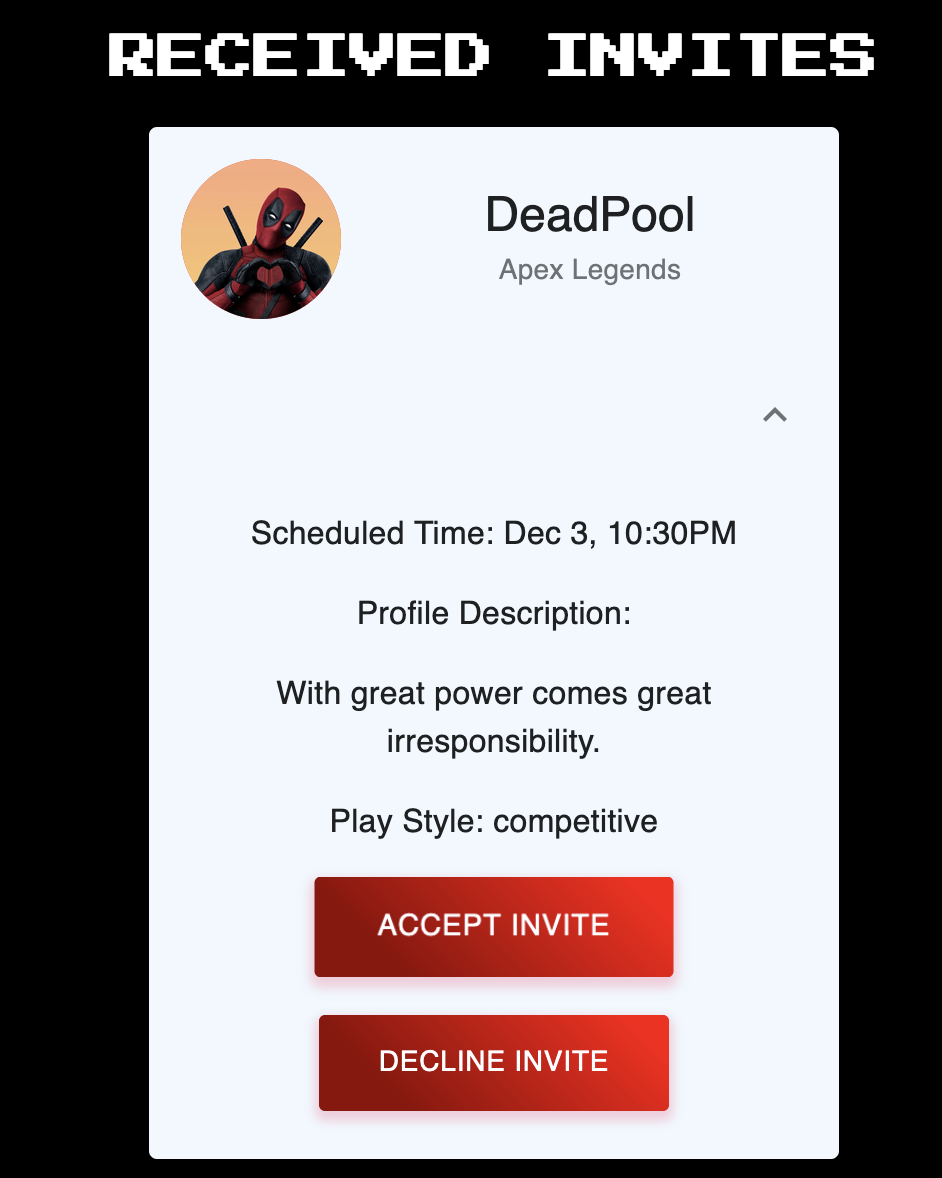 RECEIVED INVITES
DeadPool
Apex Legends
Scheduled Time: Dec 3, 10:30PM
Profile Description:
With great power comes great
irresponsibility.
Play Style: competitive
ACCEPT INVITE
DECLINE INVITE